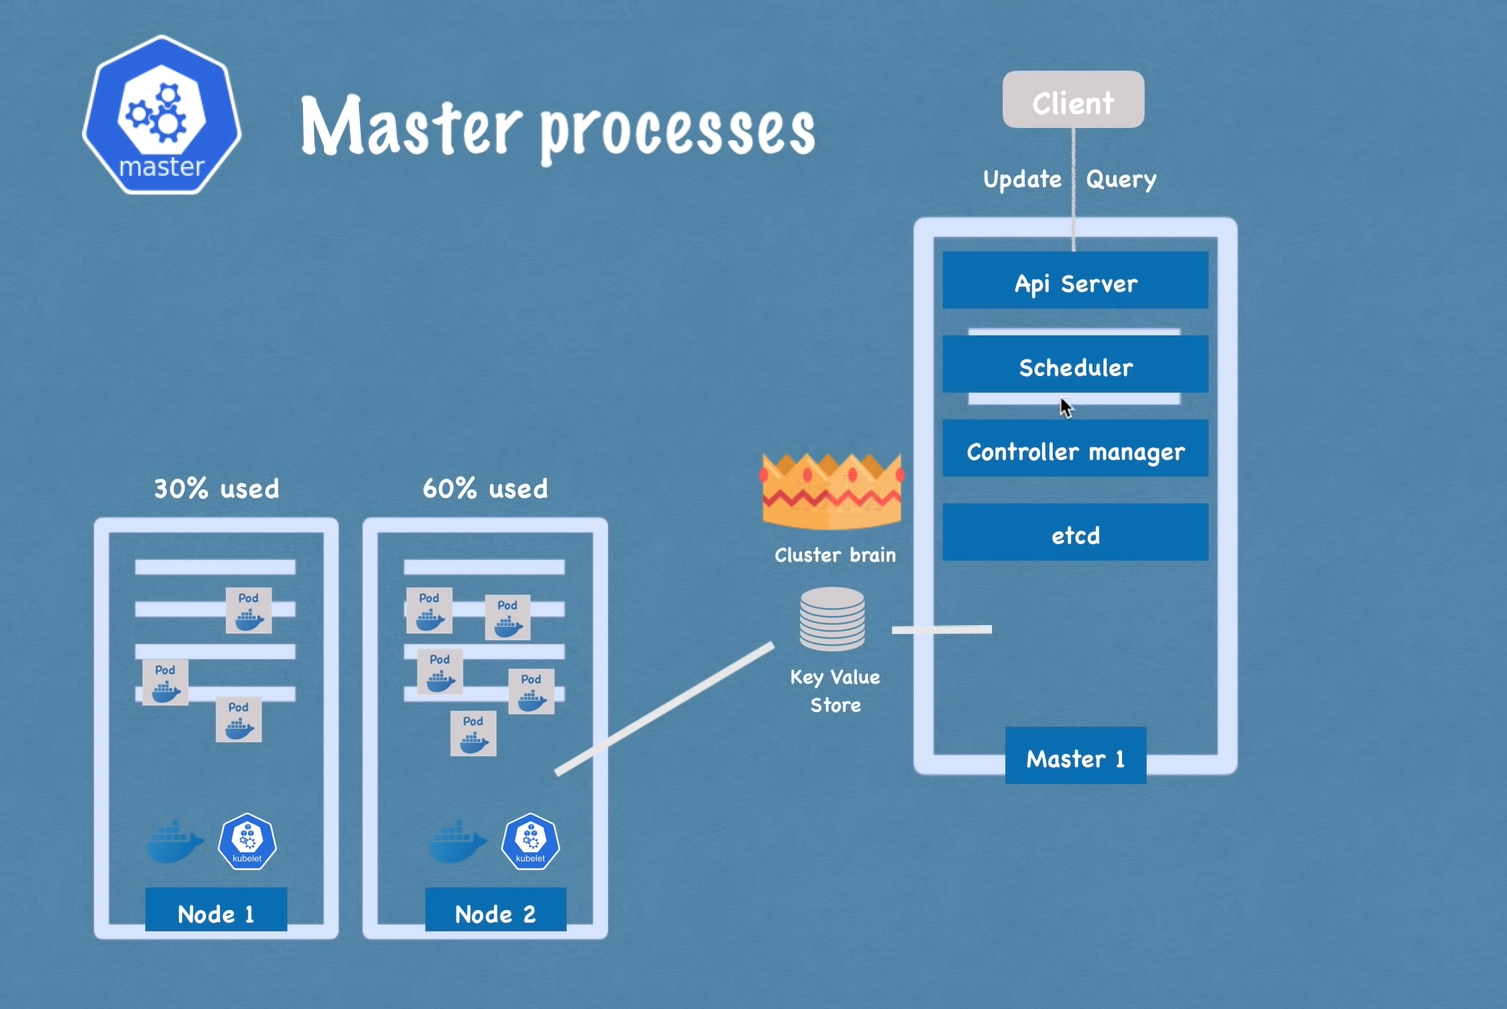 master
Master processes
Client
Update
Query
Api Server
Scheduler
Controller manager
etcd
Master 1
Cluster brain
Key Value
Store
30% used
Pod
Pod
Pod
kubelet
Node 1
60% used
Pod
Pod
Pod
Pod
Pod
kubelet
Node 2